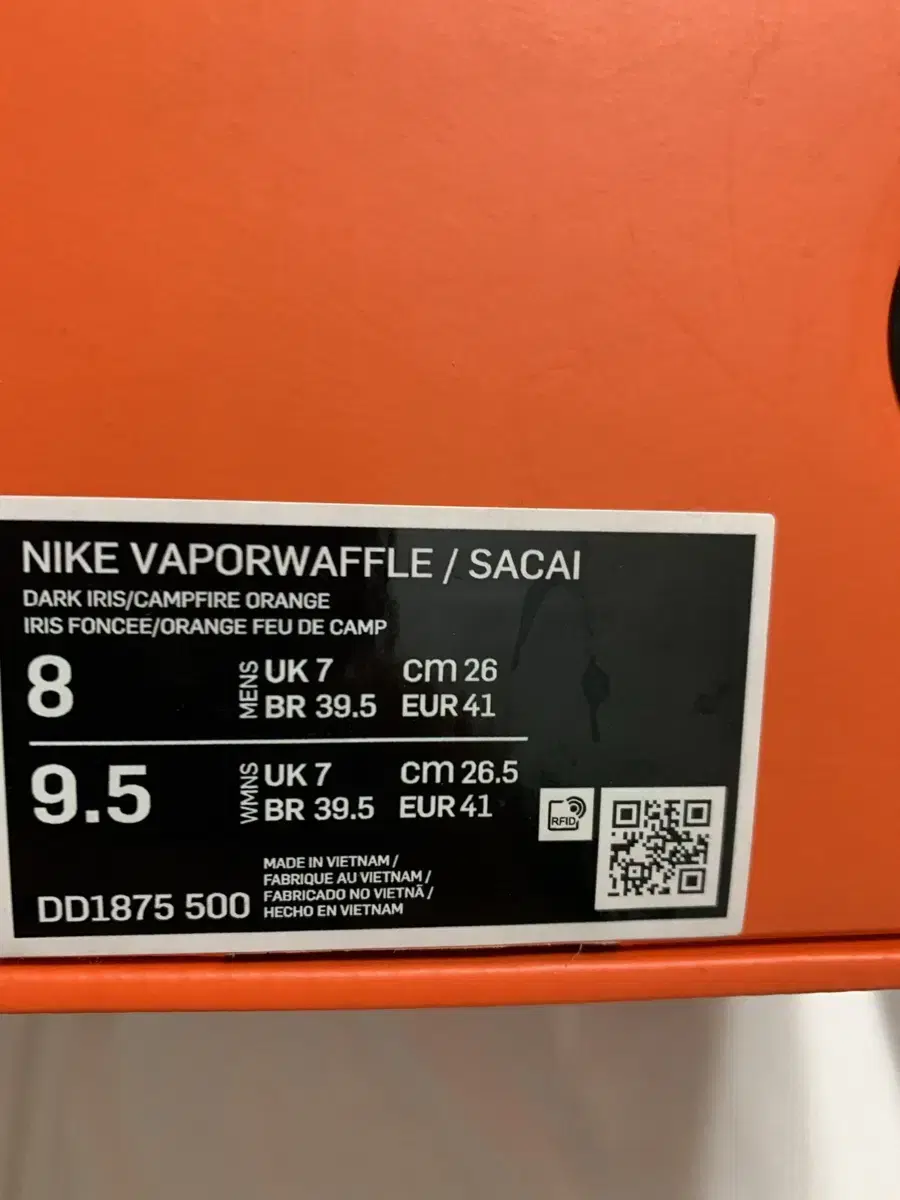 NIKE VAPORWAFFLE / SACAI
DARK IRIS/CAMPFIRE ORANGE
IRIS FONCEE/ORANGE FEU DE CAMP
8 MENS UK 7 cm 26
BR 39.5 EUR 41
9.5 WMNS UK 7 cm 26.5
BR 39.5 EUR 41
RFID
MADE IN VIETNAM /
FABRIQUE AU VIETNAM /
FABRICADO NO VIETNÃ /
HECHO EN VIETNAM
DD1875 500